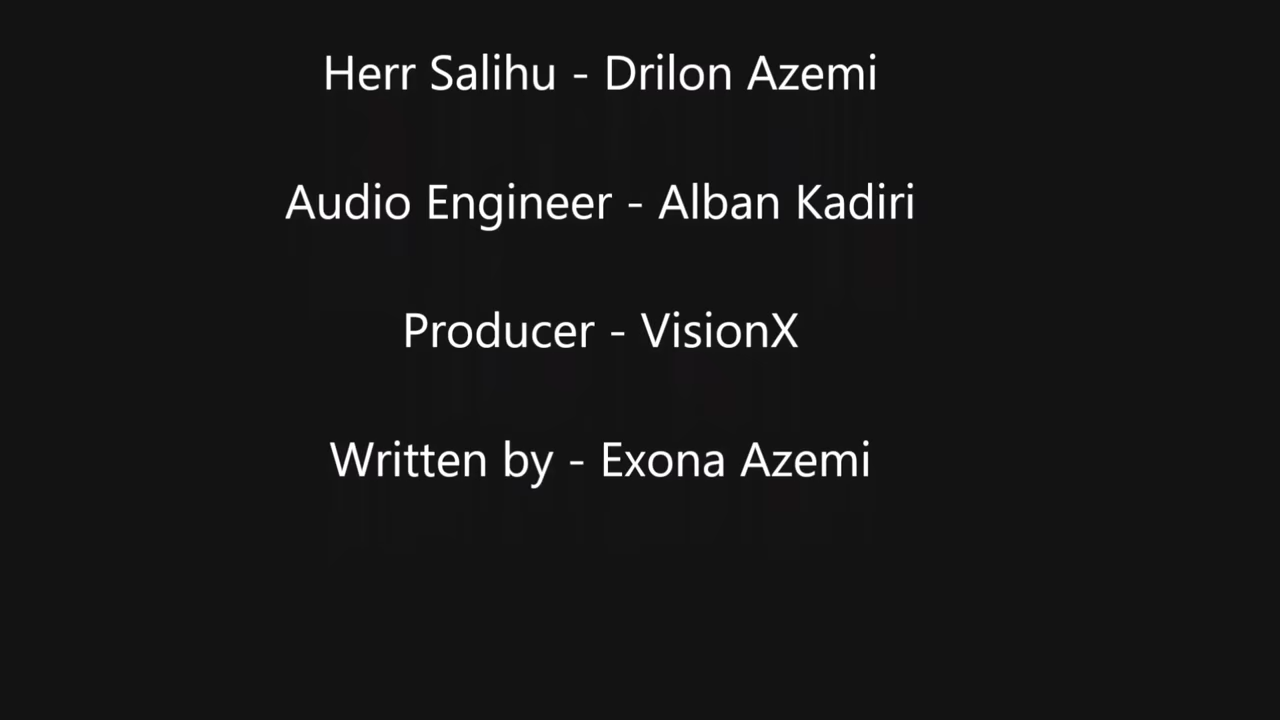 Herr Salihu - Drilon Azemi
Audio Engineer - Alban Kadiri
Producer - VisionX
Written by - Exona Azemi